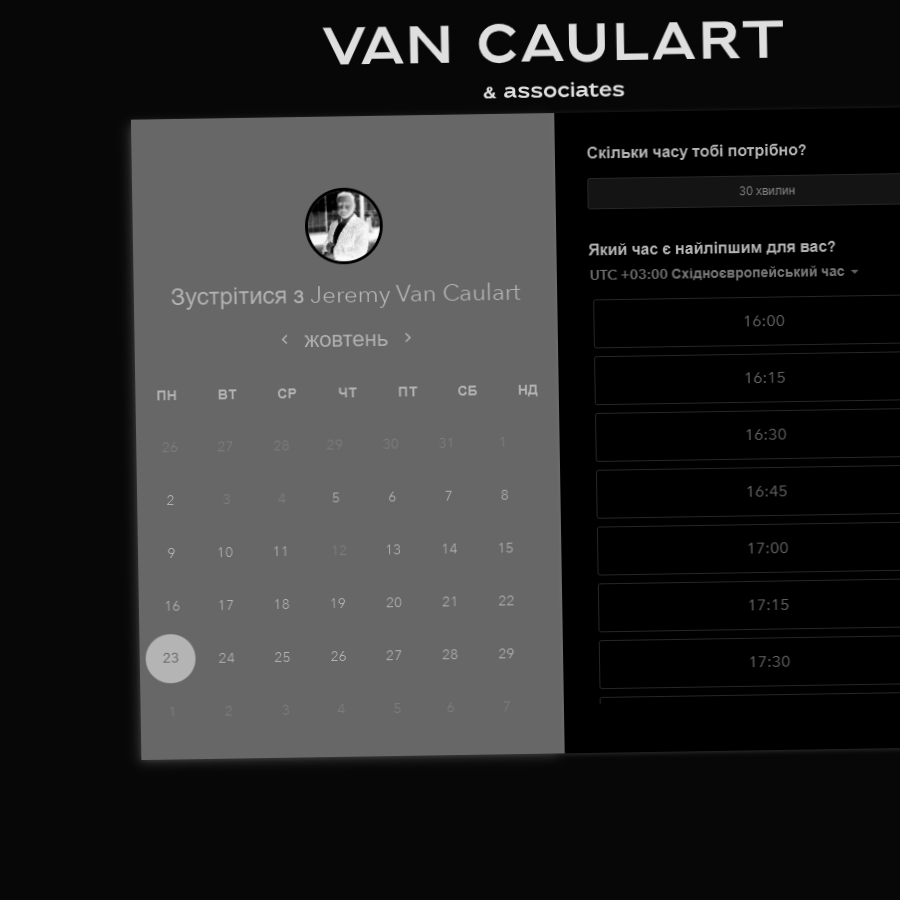 VAN CAULART
& associates
Зустрітися з Jeremy Van Caulart
жовтень
ПН ВТ СР ЧТ ПТ СБ НД
26 27 28 29 30 31 1
2 3 4 5 6 7 8
9 10 11 12 13 14 15
16 17 18 19 20 21 22
23 24 25 26 27 28 29
1 2 3 4 5 6 7
Скільки часу тобі потрібно?
30 хвилин
Який час є найліпшим для вас?
UTC +03:00 Східноєвропейський час
16:00
16:15
16:30
16:45
17:00
17:15
17:30